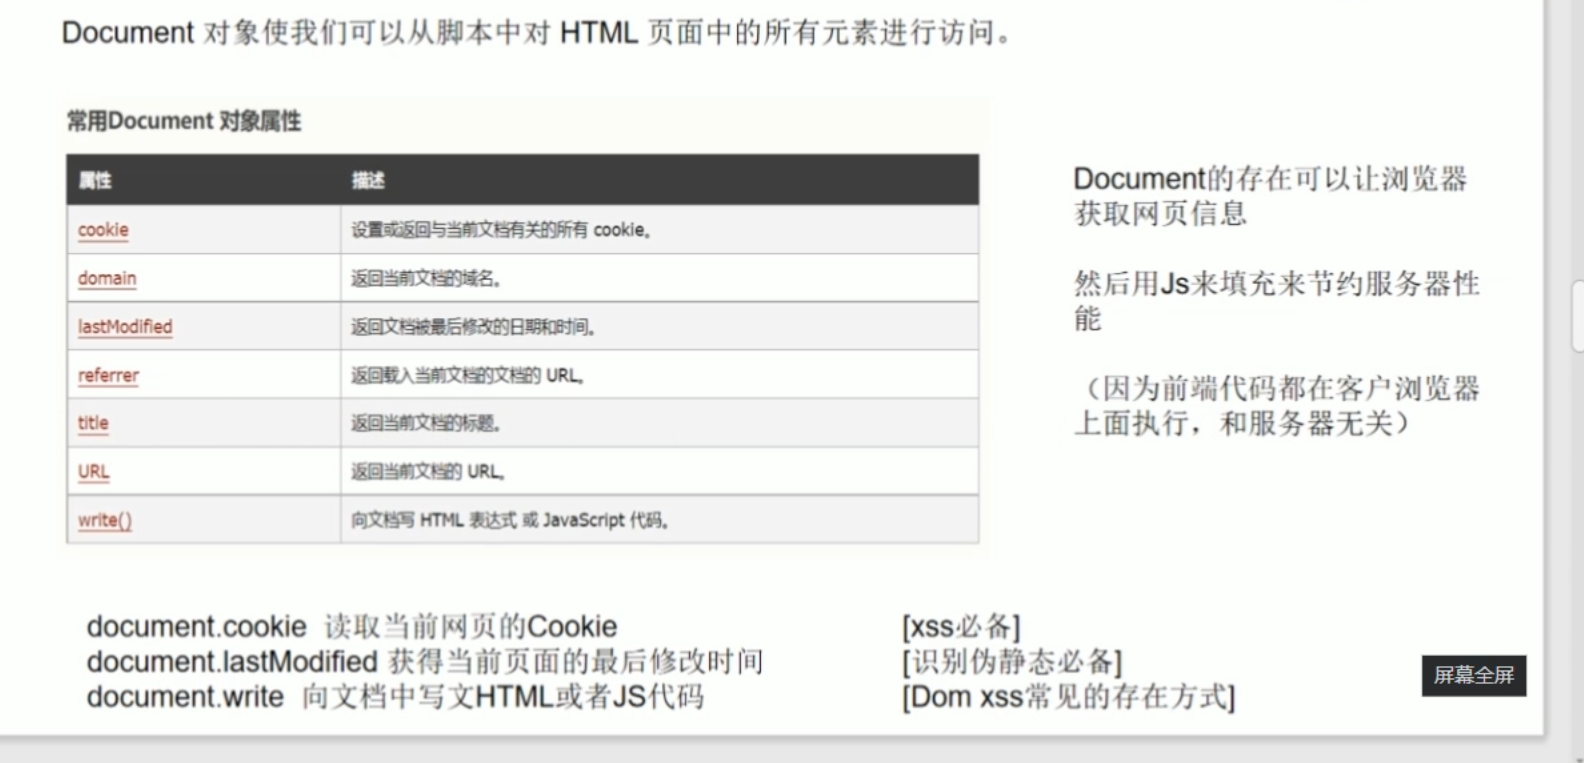 Document 对象使我们可以从脚本中对 HTML 页面中的所有元素进行访问。
常用Document 对象属性
属性 描述
cookie 设置或返回与当前文档有关的所有 cookie。
domain 返回当前文档的域名。
lastModified 返回文档被最后修改的日期和时间。
referrer 返回载入当前文档的文档的 URL。
title 返回当前文档的标题。
URL 返回当前文档的 URL。
write() 向文档写 HTML 表达式 或 JavaScript 代码。
Document的存在可以让浏览器
获取网页信息
然后用Js来填充来节约服务器性
能
（因为前端代码都在客户浏览器
上面执行，和服务器无关）
document.cookie 读取当前网页的Cookie [xss必备]
document.lastModified 获得当前页面的最后修改时间 [识别伪静态必备]
document.write 向文档中写文HTML或者JS代码 [Dom xss常见的存在方式]
屏幕全屏